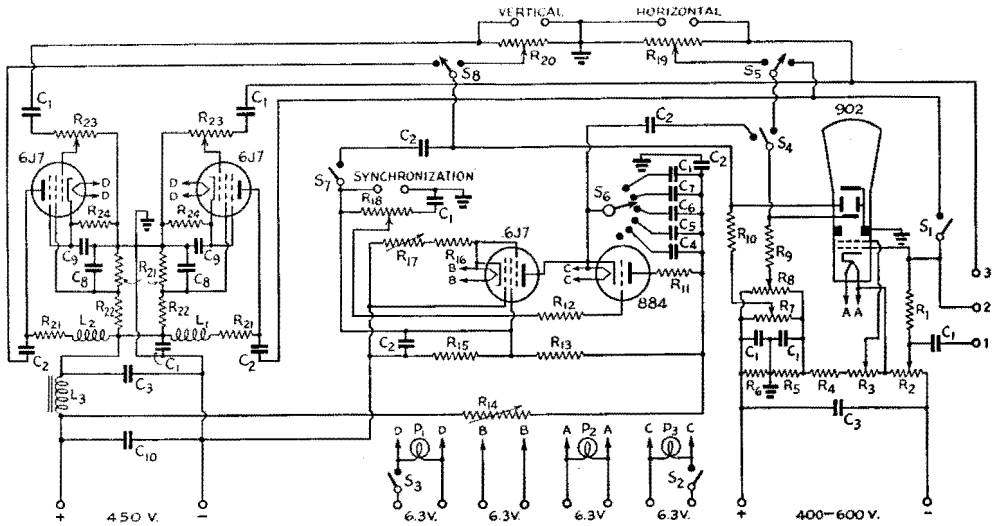 VERTICAL HORIZONTAL
R20 R19
S8 S5
C1 C1 902
R23 R23
6J7 6J7
C2 C2 S4
S7 SYNCHRONIZATION
R18 C1
S6 C1 C2
C7
C6
C5
C4
D D D D
R24 R24
R10 R9 S1
C9 C9
C8 C8
R21
R22 R22
R17 R16 6J7
B B C C 884
R11
R8 R7
A A
3
2
R1
C1 1
R21 L2 L1 R21
C2 C1 C2
R12
C2 R15 R13
C1 C1
R6 R5 R4 R3 R2
C3 C3
L3
R14
C10
D P1 D B B A P2 A C P3 C
S3 S2
+ 450 V. - 6.3V. 6.3V. 6.3V. 6.3V. + 400-600 V. -